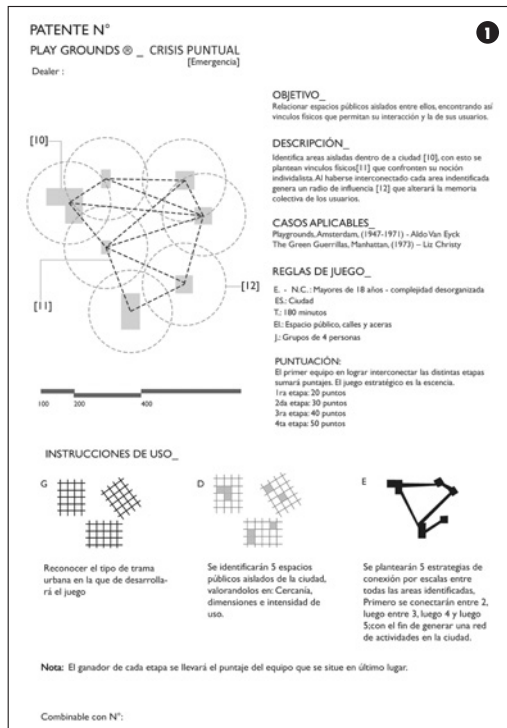 PATENTE N°
1
PLAY GROUNDS ® _ CRISIS PUNTUAL
[Emergencia]
Dealer :
[10]
[11]
[12]
100
200
400
OBJETIVO_
Relacionar espacios públicos aislados entre ellos, encontrando así
vinculos físicos que permitan su interacción y la de sus usuarios.
DESCRIPCIÓN_
Identifica areas aisladas dentro de a ciudad [10], con esto se
plantean vinculos físicos[11] que confronten su noción
individalista. Al haberse interconectado cada area indentificada
genera un radio de influencia [12] que alterará la memoria
colectiva de los usuarios.
CASOS APLICABLES_
Playgrounds, Amsterdam, (1947-1971) - Aldo Van Eyck
The Green Guerrillas, Manhattan, (1973) – Liz Christy
REGLAS DE JUEGO_
E. - N.C.: Mayores de 18 años - complejidad desorganizada
ES.: Ciudad
T.: 180 minutos
EI.: Espacio público, calles y aceras
J.: Grupos de 4 personas
PUNTUACIÓN:
El primer equipo en lograr interconectar las distintas etapas
sumará puntajes. El juego estratégico es la escencia.
1ra etapa: 20 puntos
2da etapa: 30 puntos
3ra etapa: 40 puntos
4ta etapa: 50 puntos
INSTRUCCIONES DE USO_
G
Reconocer el tipo de trama
urbana en la que de desarrolla-
rá el juego
D
Se identificarán 5 espacios
públicos aislados de la ciudad,
valorandolos en: Cercanía,
dimensiones e intensidad de
uso.
E
Se plantearán 5 estrategias de
conexión por escalas entre
todas las areas identificadas,
Primero se conectarán entre 2,
luego entre 3, luego 4 y luego
5;con el fin de generar una red
de actividades en la ciudad.
Nota: El ganador de cada etapa se llevará el puntaje del equipo que se situe en último lugar.
Combinable con N°: